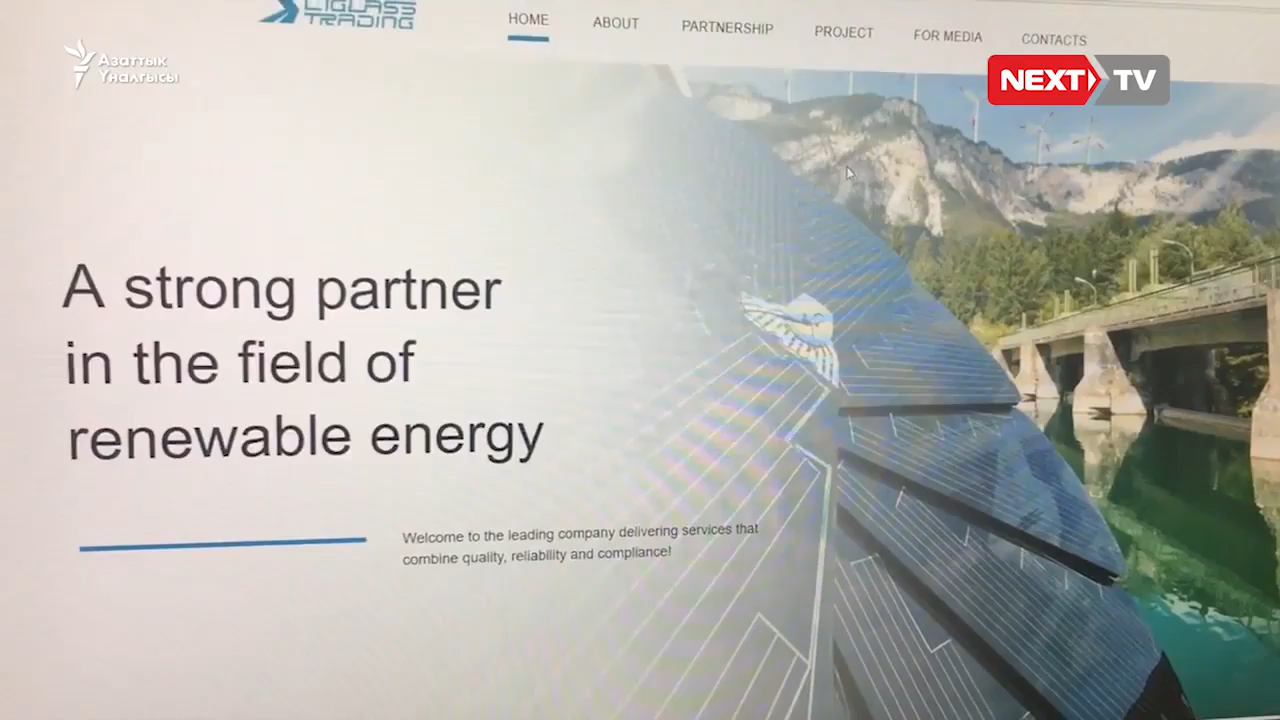 LIGLASS
TRADING
HOME
ABOUT
PARTNERSHIP
PROJECT
FOR MEDIA
CONTACTS
Азаттык
Үналгысы
NEXT TV
A strong partner
in the field of
renewable energy
Welcome to the leading company delivering services that
combine quality, reliability and compliance!